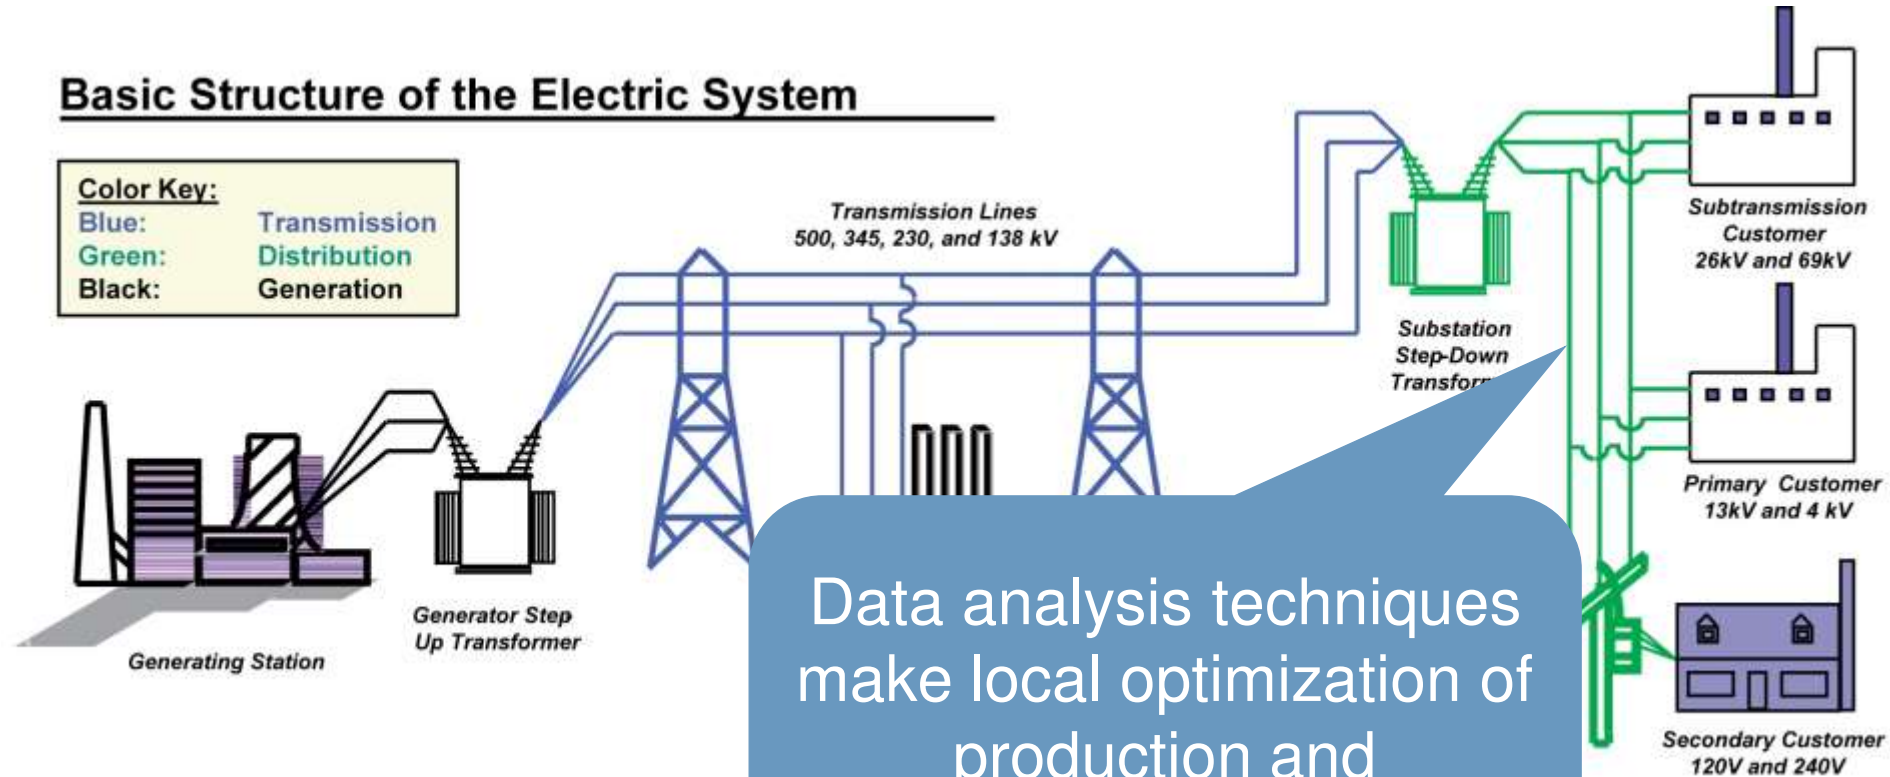 Basic Structure of the Electric System
Color Key:
Blue: Transmission
Green: Distribution
Black: Generation
Transmission Lines
500, 345, 230, and 138 kV
Subtransmission
Customer
26kV and 69kV
Substation
Step-Down
Primary Customer
13kV and 4 kV
Generator Step
Up Transformer
Generating Station
Data analysis techniques
make local optimization of
production and
Secondary Customer
120V and 240V